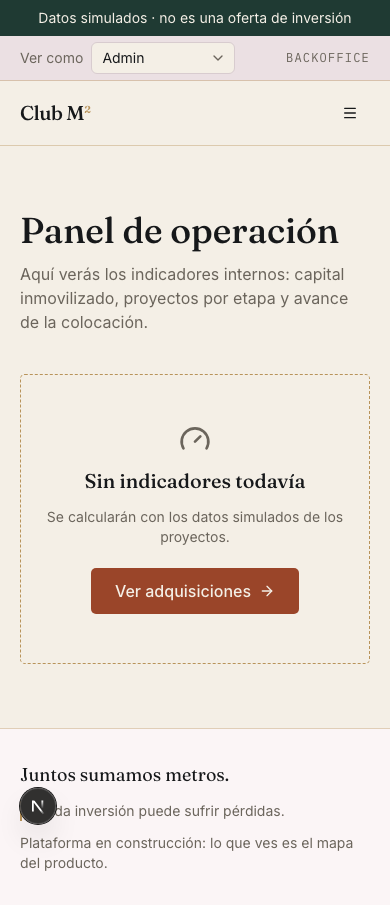 Datos simulados · no es una oferta de inversión
Ver como
Admin
BACKOFFICE
Club M²
Panel de operación
Aquí verás los indicadores internos: capital
inmovilizado, proyectos por etapa y avance
de la colocación.
Sin indicadores todavía
Se calcularán con los datos simulados de los
proyectos.
Ver adquisiciones
Juntos sumamos metros.
N
inversión puede sufrir pérdidas.
Plataforma en construcción: lo que ves es el mapa
del producto.